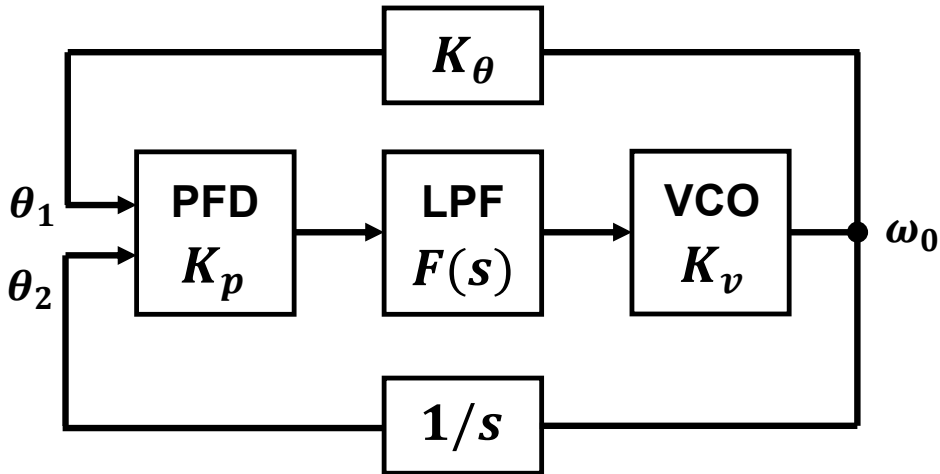 K_θ
θ_1
PFD
K_p
LPF
F(s)
VCO
K_v
ω_0
θ_2
1/s